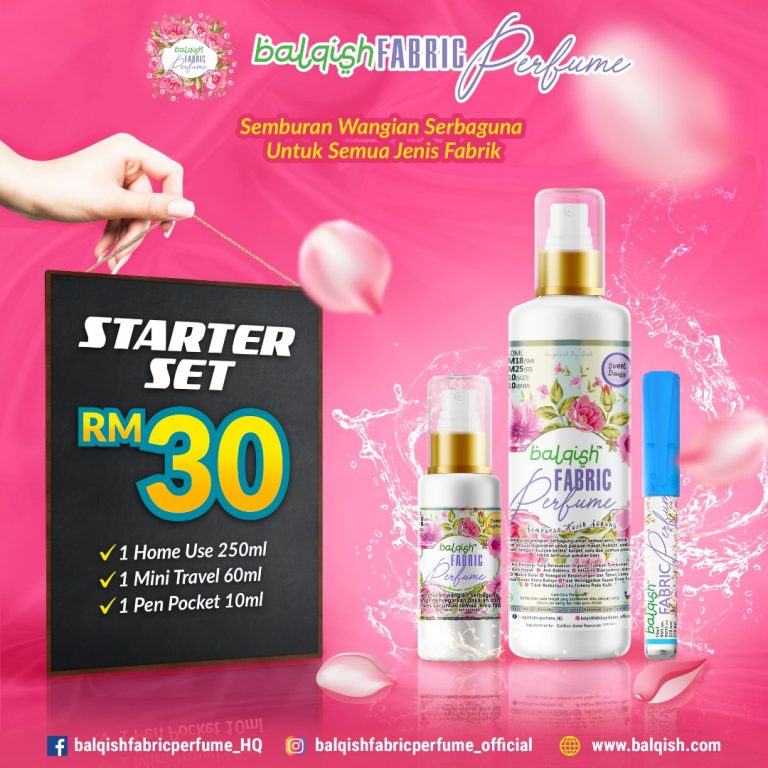 balqish FABRIC Perfume
balqish FABRIC Perfume
Semburan Wangian Serbaguna
Untuk Semua Jenis Fabrik
STARTER
SET
RM30
✓ 1 Home Use 250ml
✓ 1 Mini Travel 60ml
✓ 1 Pen Pocket 10ml
Sweet
Daisy
balqish™
FABRIC
Perfume
balqish
FABRIC
Perfume
balqish FABRIC Perfume
balqishfabricperfume_HQ
balqishfabricperfume_official
www.balqish.com